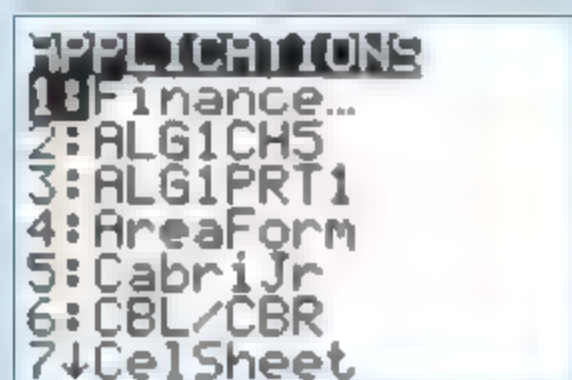 APPLICATIONS
1:Finance…
2:ALG1CH5
3:ALG1PRT1
4:AreaForm
5:CabriJr
6:CBL/CBR
7↓CelSheet